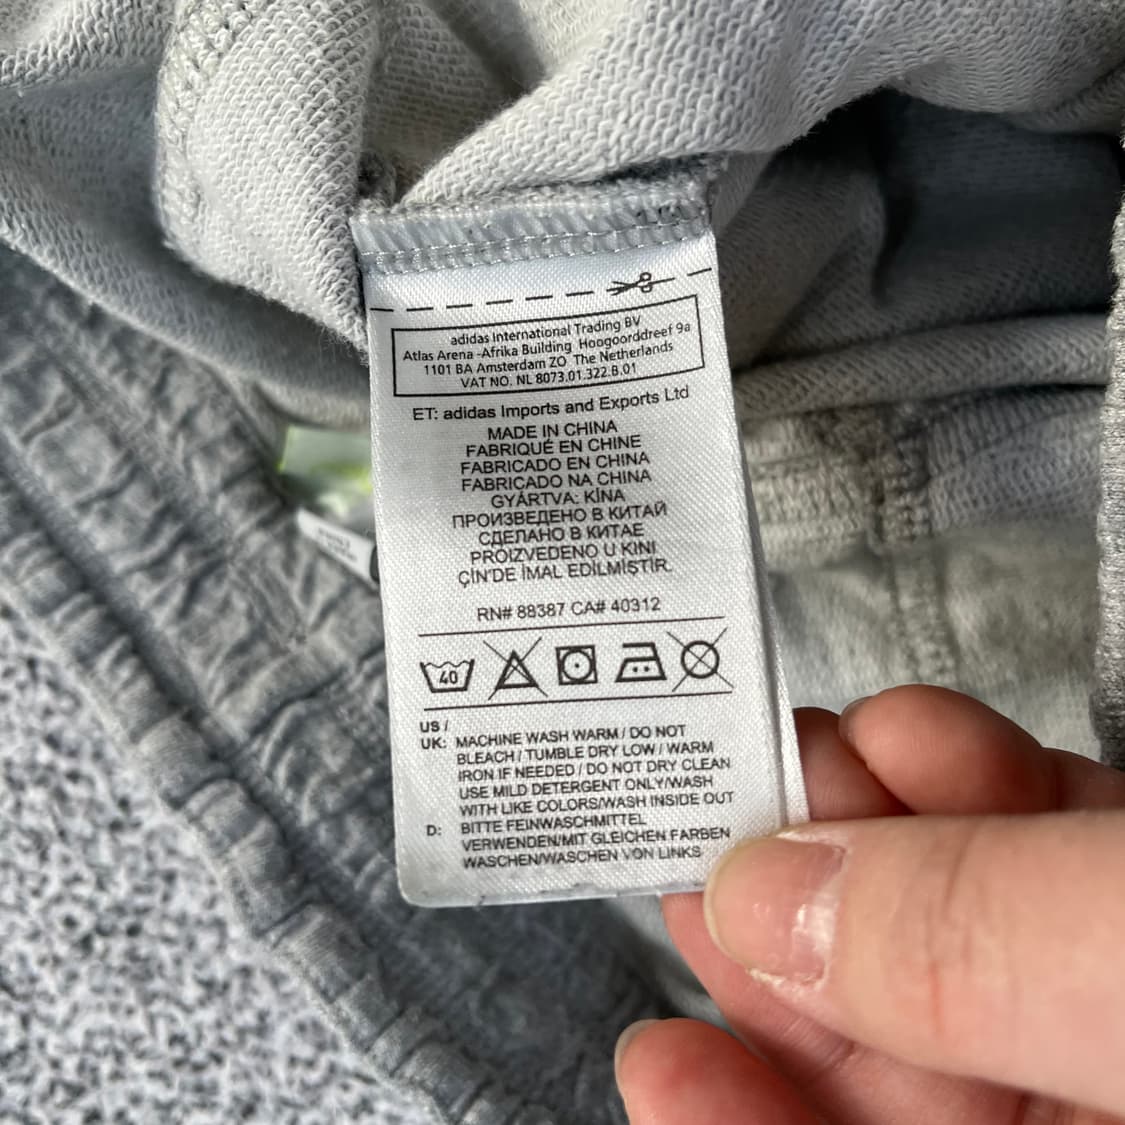 adidas International Trading BV
Atlas Arena -Afrika Building Hoogoorddreef 9a
1101 BA Amsterdam ZO The Netherlands
VAT NO. NL 8073.01.322.B.01
ET: adidas Imports and Exports Ltd
MADE IN CHINA
FABRIQUÉ EN CHINE
FABRICADO EN CHINA
FABRICADO NA CHINA
GYÁRTVA: KÍNA
ПРОИЗВЕДЕНО В КИТАЙ
СДЕЛАНО В КИТАЕ
PROIZVEDENO U KINI
ÇİN'DE İMAL EDİLMİŞTİR.
RN# 88387 CA# 40312
40
US /
UK: MACHINE WASH WARM / DO NOT
BLEACH / TUMBLE DRY LOW / WARM
IRON IF NEEDED / DO NOT DRY CLEAN
USE MILD DETERGENT ONLY/WASH
WITH LIKE COLORS/WASH INSIDE OUT
D: BITTE FEINWASCHMITTEL
VERWENDEN/MIT GLEICHEN FARBEN
WASCHEN/WASCHEN VON LINKS